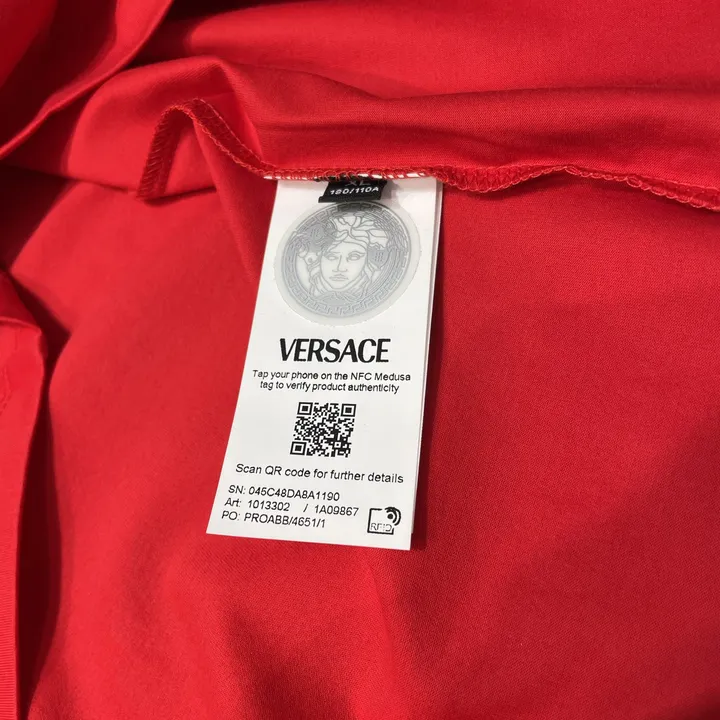 180/110A
VERSACE
Tap your phone on the NFC Medusa
tag to verify product authenticity
Scan QR code for further details
SN: 045C48DA8A1190
Art: 1013302 / 1A09867
PO: PROABB/4651/1
RFID